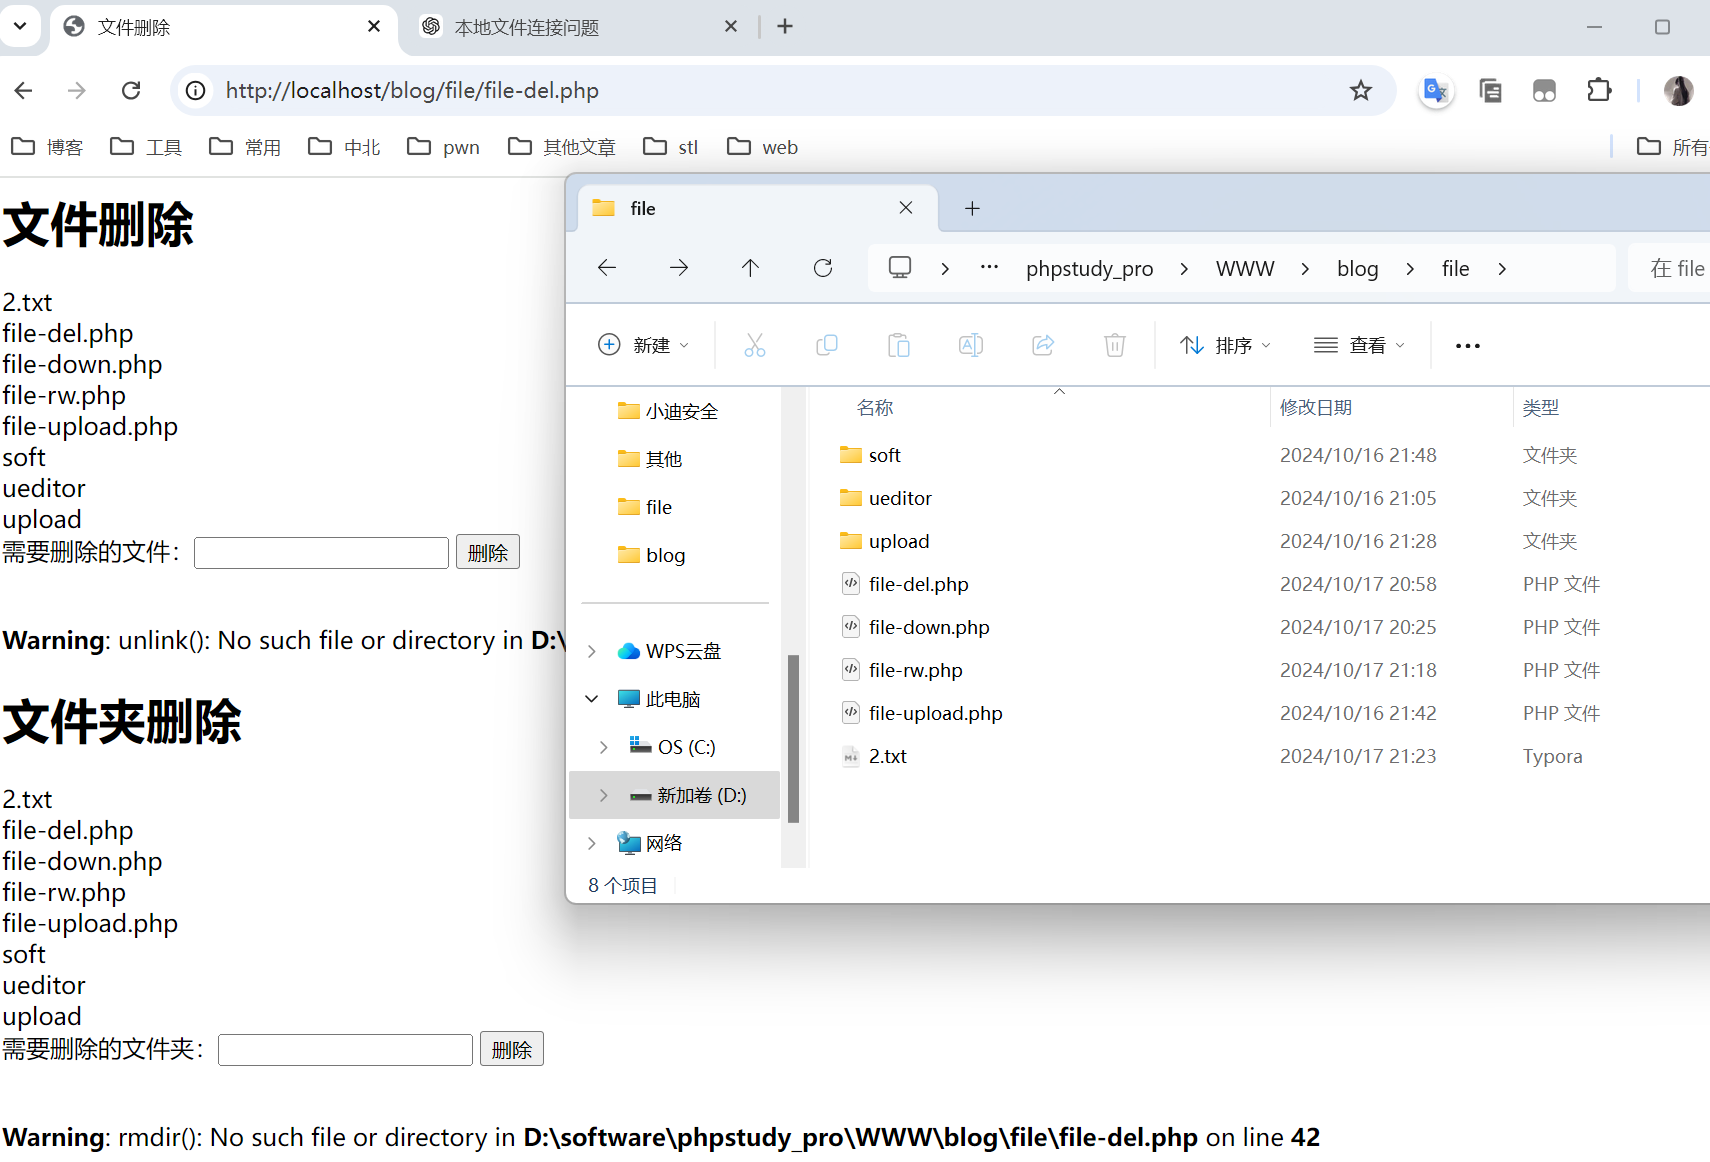 文件删除
本地文件连接问题
http://localhost/blog/file/file-del.php
博客 工具 常用 中北 pwn 其他文章 stl web 所有
文件删除
2.txt
file-del.php
file-down.php
file-rw.php
file-upload.php
soft
ueditor
upload
需要删除的文件： 删除
Warning: unlink(): No such file or directory in D:\
文件夹删除
2.txt
file-del.php
file-down.php
file-rw.php
file-upload.php
soft
ueditor
upload
需要删除的文件夹： 删除
Warning: rmdir(): No such file or directory in D:\software\phpstudy_pro\WWW\blog\file\file-del.php on line 42
file
phpstudy_pro WWW blog file 在 file
新建 排序 查看
小迪安全
其他
file
blog
WPS云盘
此电脑
OS (C:)
新加卷 (D:)
网络
名称 修改日期 类型
soft 2024/10/16 21:48 文件夹
ueditor 2024/10/16 21:05 文件夹
upload 2024/10/16 21:28 文件夹
file-del.php 2024/10/17 20:58 PHP 文件
file-down.php 2024/10/17 20:25 PHP 文件
file-rw.php 2024/10/17 21:18 PHP 文件
file-upload.php 2024/10/16 21:42 PHP 文件
2.txt 2024/10/17 21:23 Typora
8 个项目